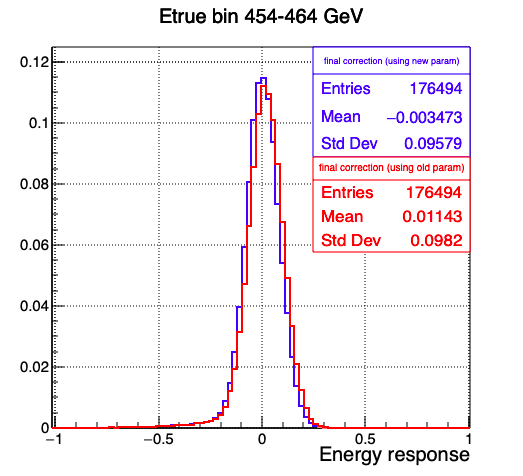 Etrue bin 454-464 GeV
0.12
0.1
0.08
0.06
0.04
0.02
0
final correction (using new param)
Entries 176494
Mean −0.003473
Std Dev 0.09579
final correction (using old param)
Entries 176494
Mean 0.01143
Std Dev 0.0982
−1 −0.5 0 0.5 1
Energy response